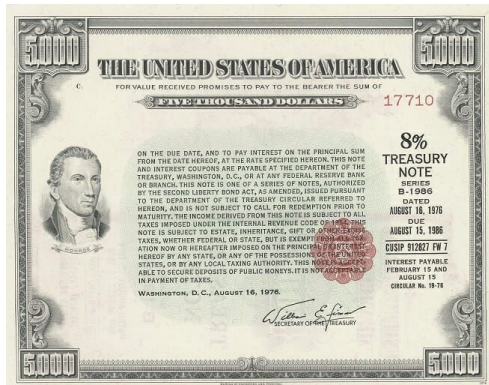 5,000
5,000
THE UNITED STATES OF AMERICA
C.
FOR VALUE RECEIVED PROMISES TO PAY TO THE BEARER THE SUM OF
FIVE THOUSAND DOLLARS
17710
ON THE DUE DATE, AND TO PAY INTEREST ON THE PRINCIPAL SUM
FROM THE DATE HEREOF, AT THE RATE SPECIFIED HEREON. THIS NOTE
AND INTEREST COUPONS ARE PAYABLE AT THE DEPARTMENT OF THE
TREASURY, WASHINGTON, D.C., OR AT ANY FEDERAL RESERVE BANK
OR BRANCH. THIS NOTE IS ONE OF A SERIES OF NOTES, AUTHORIZED
BY THE SECOND LIBERTY BOND ACT, AS AMENDED, ISSUED PURSUANT
TO THE DEPARTMENT OF THE TREASURY CIRCULAR REFERRED TO
HEREON, AND IS NOT SUBJECT TO CALL FOR REDEMPTION PRIOR TO
MATURITY. THE INCOME DERIVED FROM THIS NOTE IS SUBJECT TO ALL
TAXES IMPOSED UNDER THE INTERNAL REVENUE CODE OF 1954. THIS
NOTE IS SUBJECT TO ESTATE, INHERITANCE, GIFT OR OTHER EXCISE
TAXES, WHETHER FEDERAL OR STATE, BUT IS EXEMPT FROM ALL TAX-
ATION NOW OR HEREAFTER IMPOSED ON THE PRINCIPAL OR INTEREST
HEREOF BY ANY STATE, OR ANY OF THE POSSESSIONS OF THE UNITED
STATES, OR BY ANY LOCAL TAXING AUTHORITY. THIS NOTE IS ACCEPT-
ABLE TO SECURE DEPOSITS OF PUBLIC MONEYS. IT IS NOT ACCEPTABLE
IN PAYMENT OF TAXES.
WASHINGTON, D.C., AUGUST 16, 1976.
MONROE
8%
TREASURY
NOTE
SERIES
B-1986
DATED
AUGUST 16, 1976
DUE
AUGUST 15, 1986
CUSIP 912827 FW 7
INTEREST PAYABLE
FEBRUARY 15 AND
AUGUST 15
CIRCULAR No. 19-76
William E. Simon
SECRETARY OF THE TREASURY
5,000
5,000